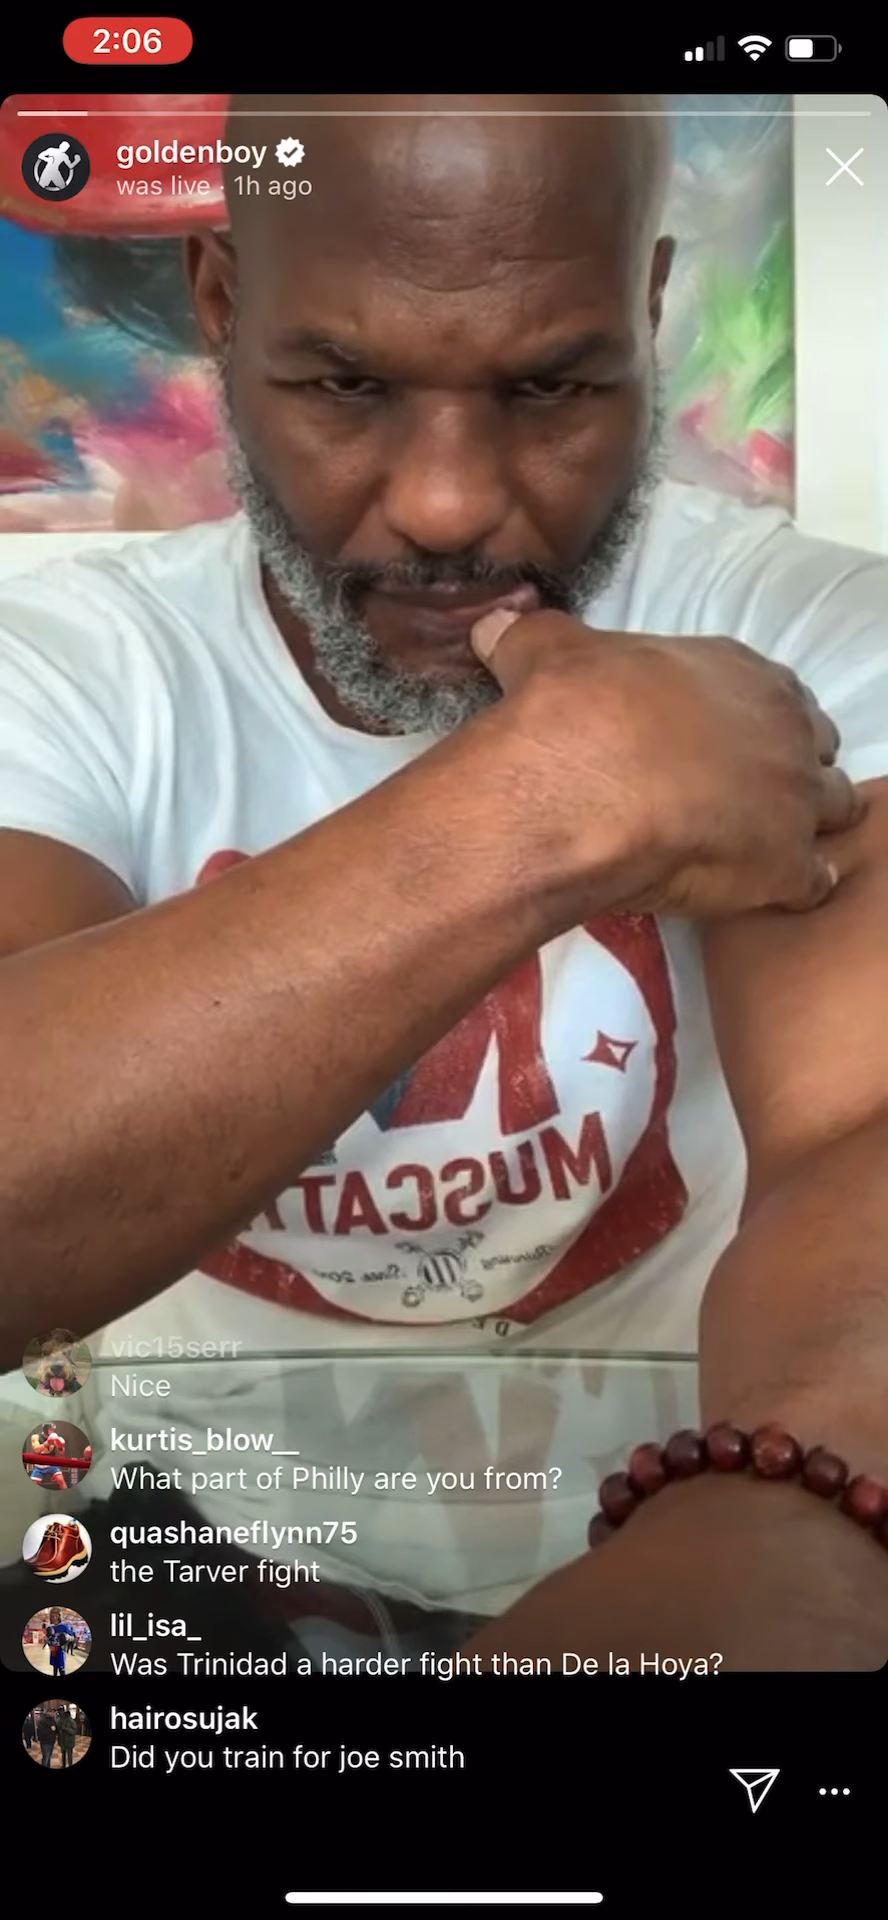 2:06
goldenboy
was live · 1h ago
MUSCAT
Running
Since
vic15serr
Nice
kurtis_blow__
What part of Philly are you from?
quashaneflynn75
the Tarver fight
lil_isa_
Was Trinidad a harder fight than De la Hoya?
hairosujak
Did you train for joe smith